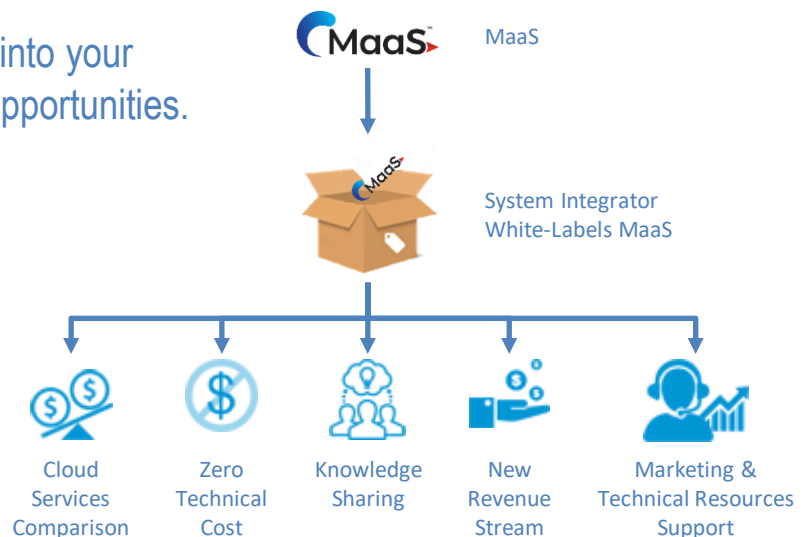 into your
pportunities.
MaaS
MaaS
MaaS
System Integrator
White-Labels MaaS
Cloud
Services
Comparison
Zero
Technical
Cost
Knowledge
Sharing
New
Revenue
Stream
Marketing &
Technical Resources
Support